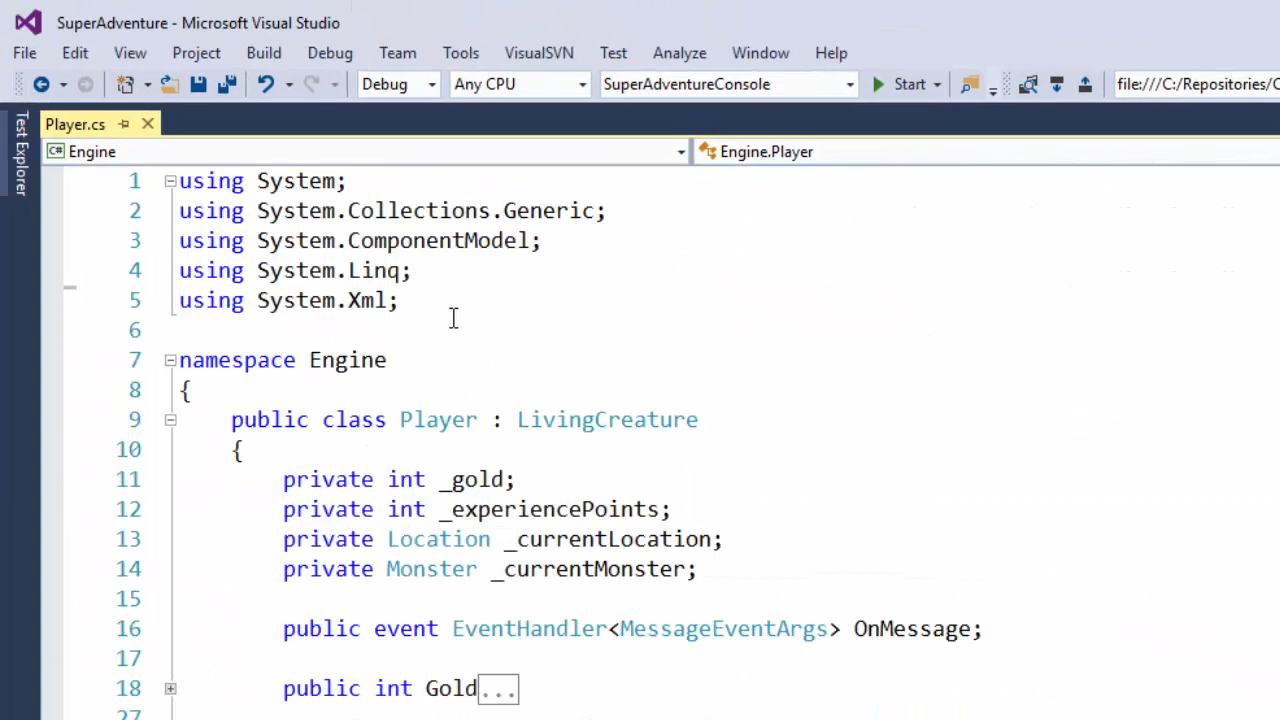 SuperAdventure - Microsoft Visual Studio
File Edit View Project Build Debug Team Tools VisualSVN Test Analyze Window Help
Debug Any CPU SuperAdventureConsole Start file:///C:/Repositories/
Test Explorer
Player.cs
C# Engine Engine.Player
1 using System;
2 using System.Collections.Generic;
3 using System.ComponentModel;
4 using System.Linq;
5 using System.Xml;
6
7 namespace Engine
8 {
9 public class Player : LivingCreature
10 {
11 private int _gold;
12 private int _experiencePoints;
13 private Location _currentLocation;
14 private Monster _currentMonster;
15
16 public event EventHandler<MessageEventArgs> OnMessage;
17
18 public int Gold...
27